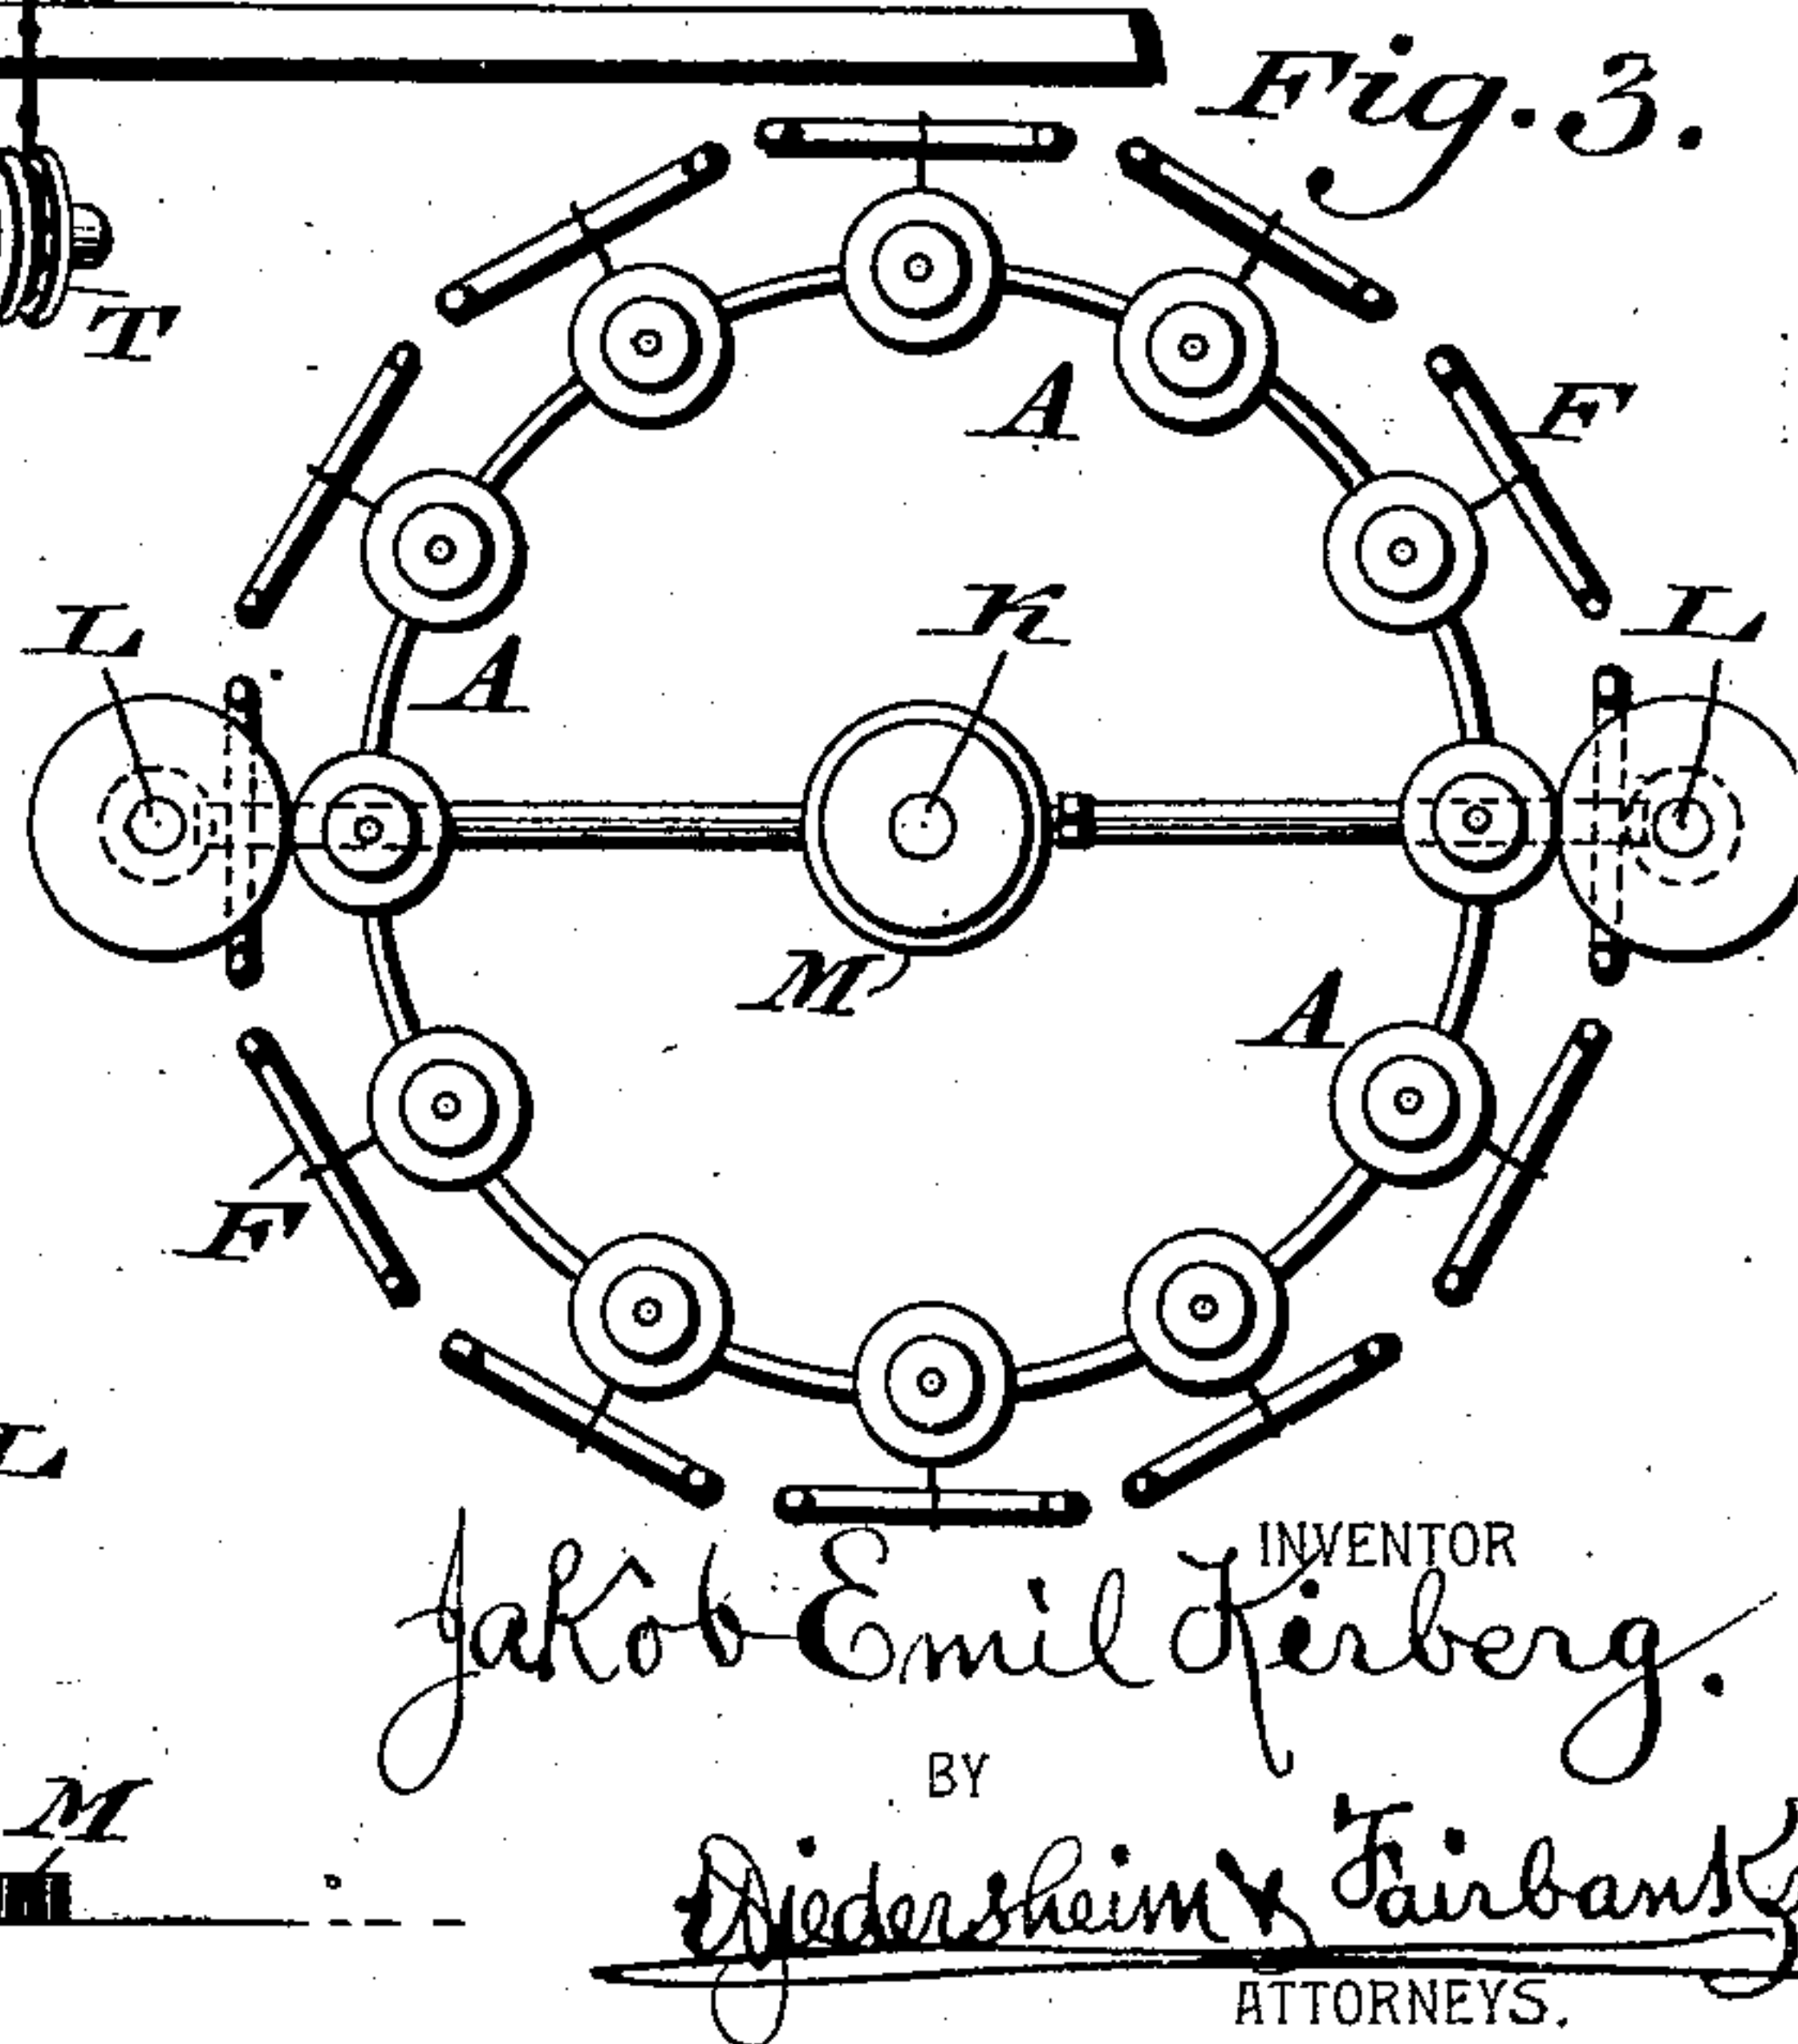 Fig. 3.
T
A
F
L
K
L
A
M
A
F
L
INVENTOR
Jakob Emil Kirberg.
BY
Wiedersheim & Fairbanks
ATTORNEYS.
M